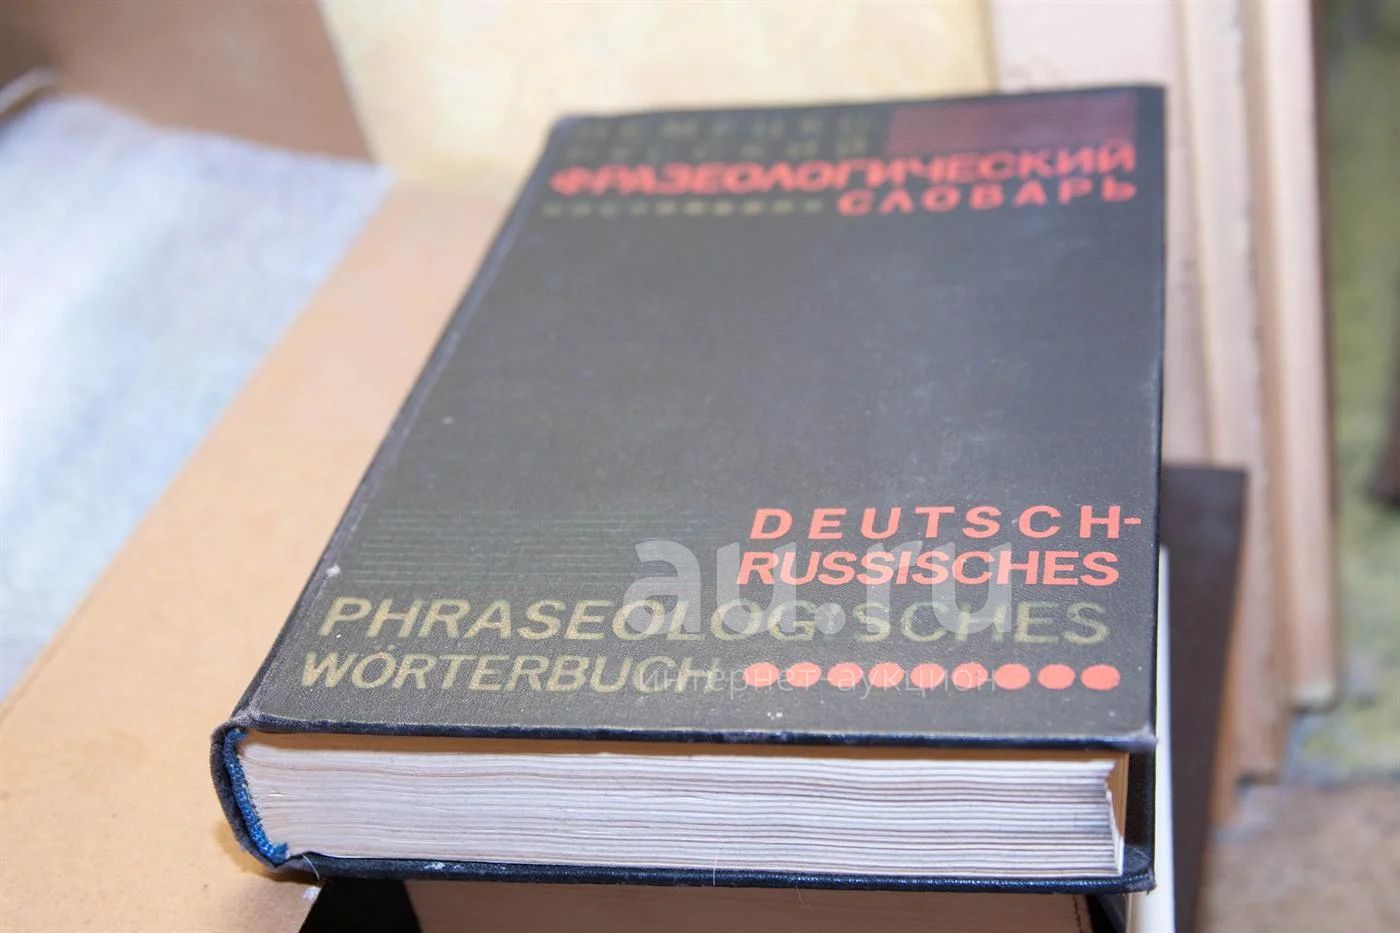 НЕМЕЦКО
РУССКИЙ
ФРАЗЕОЛОГИЧЕСКИЙ
СЛОВАРЬ
DEUTSCH-
RUSSISCHES
PHRASEOLOGISCHES
WÖRTERBUCH
au.ru
интернет-аукцион